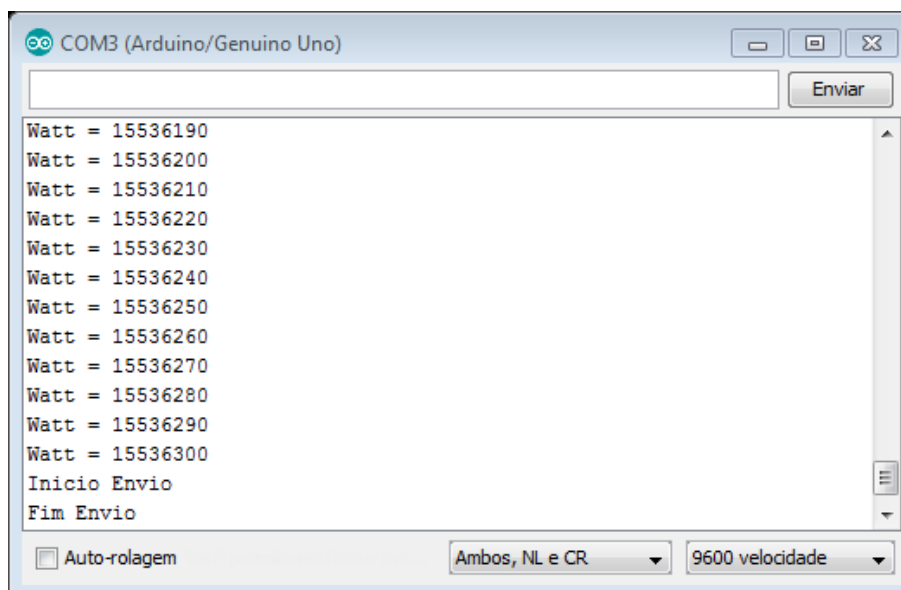 COM3 (Arduino/Genuino Uno)
Enviar
Watt = 15536190
Watt = 15536200
Watt = 15536210
Watt = 15536220
Watt = 15536230
Watt = 15536240
Watt = 15536250
Watt = 15536260
Watt = 15536270
Watt = 15536280
Watt = 15536290
Watt = 15536300
Inicio Envio
Fim Envio
Auto-rolagem
Ambos, NL e CR
9600 velocidade